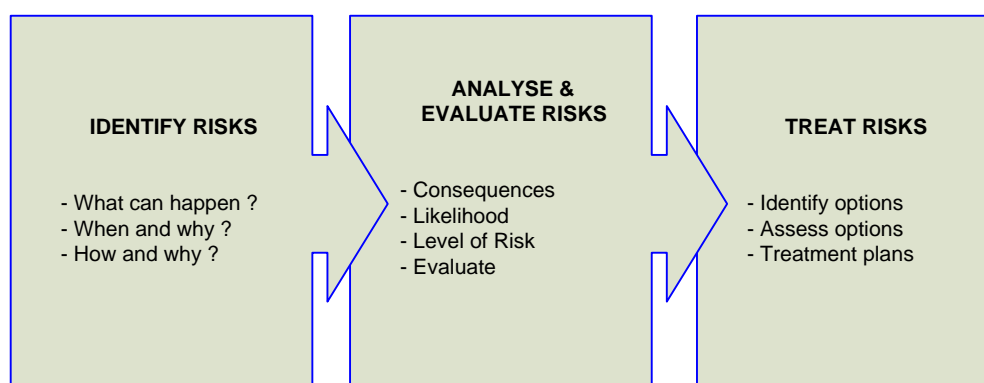 IDENTIFY RISKS
- What can happen ?
- When and why ?
- How and why ?
ANALYSE &
EVALUATE RISKS
- Consequences
- Likelihood
- Level of Risk
- Evaluate
TREAT RISKS
- Identify options
- Assess options
- Treatment plans